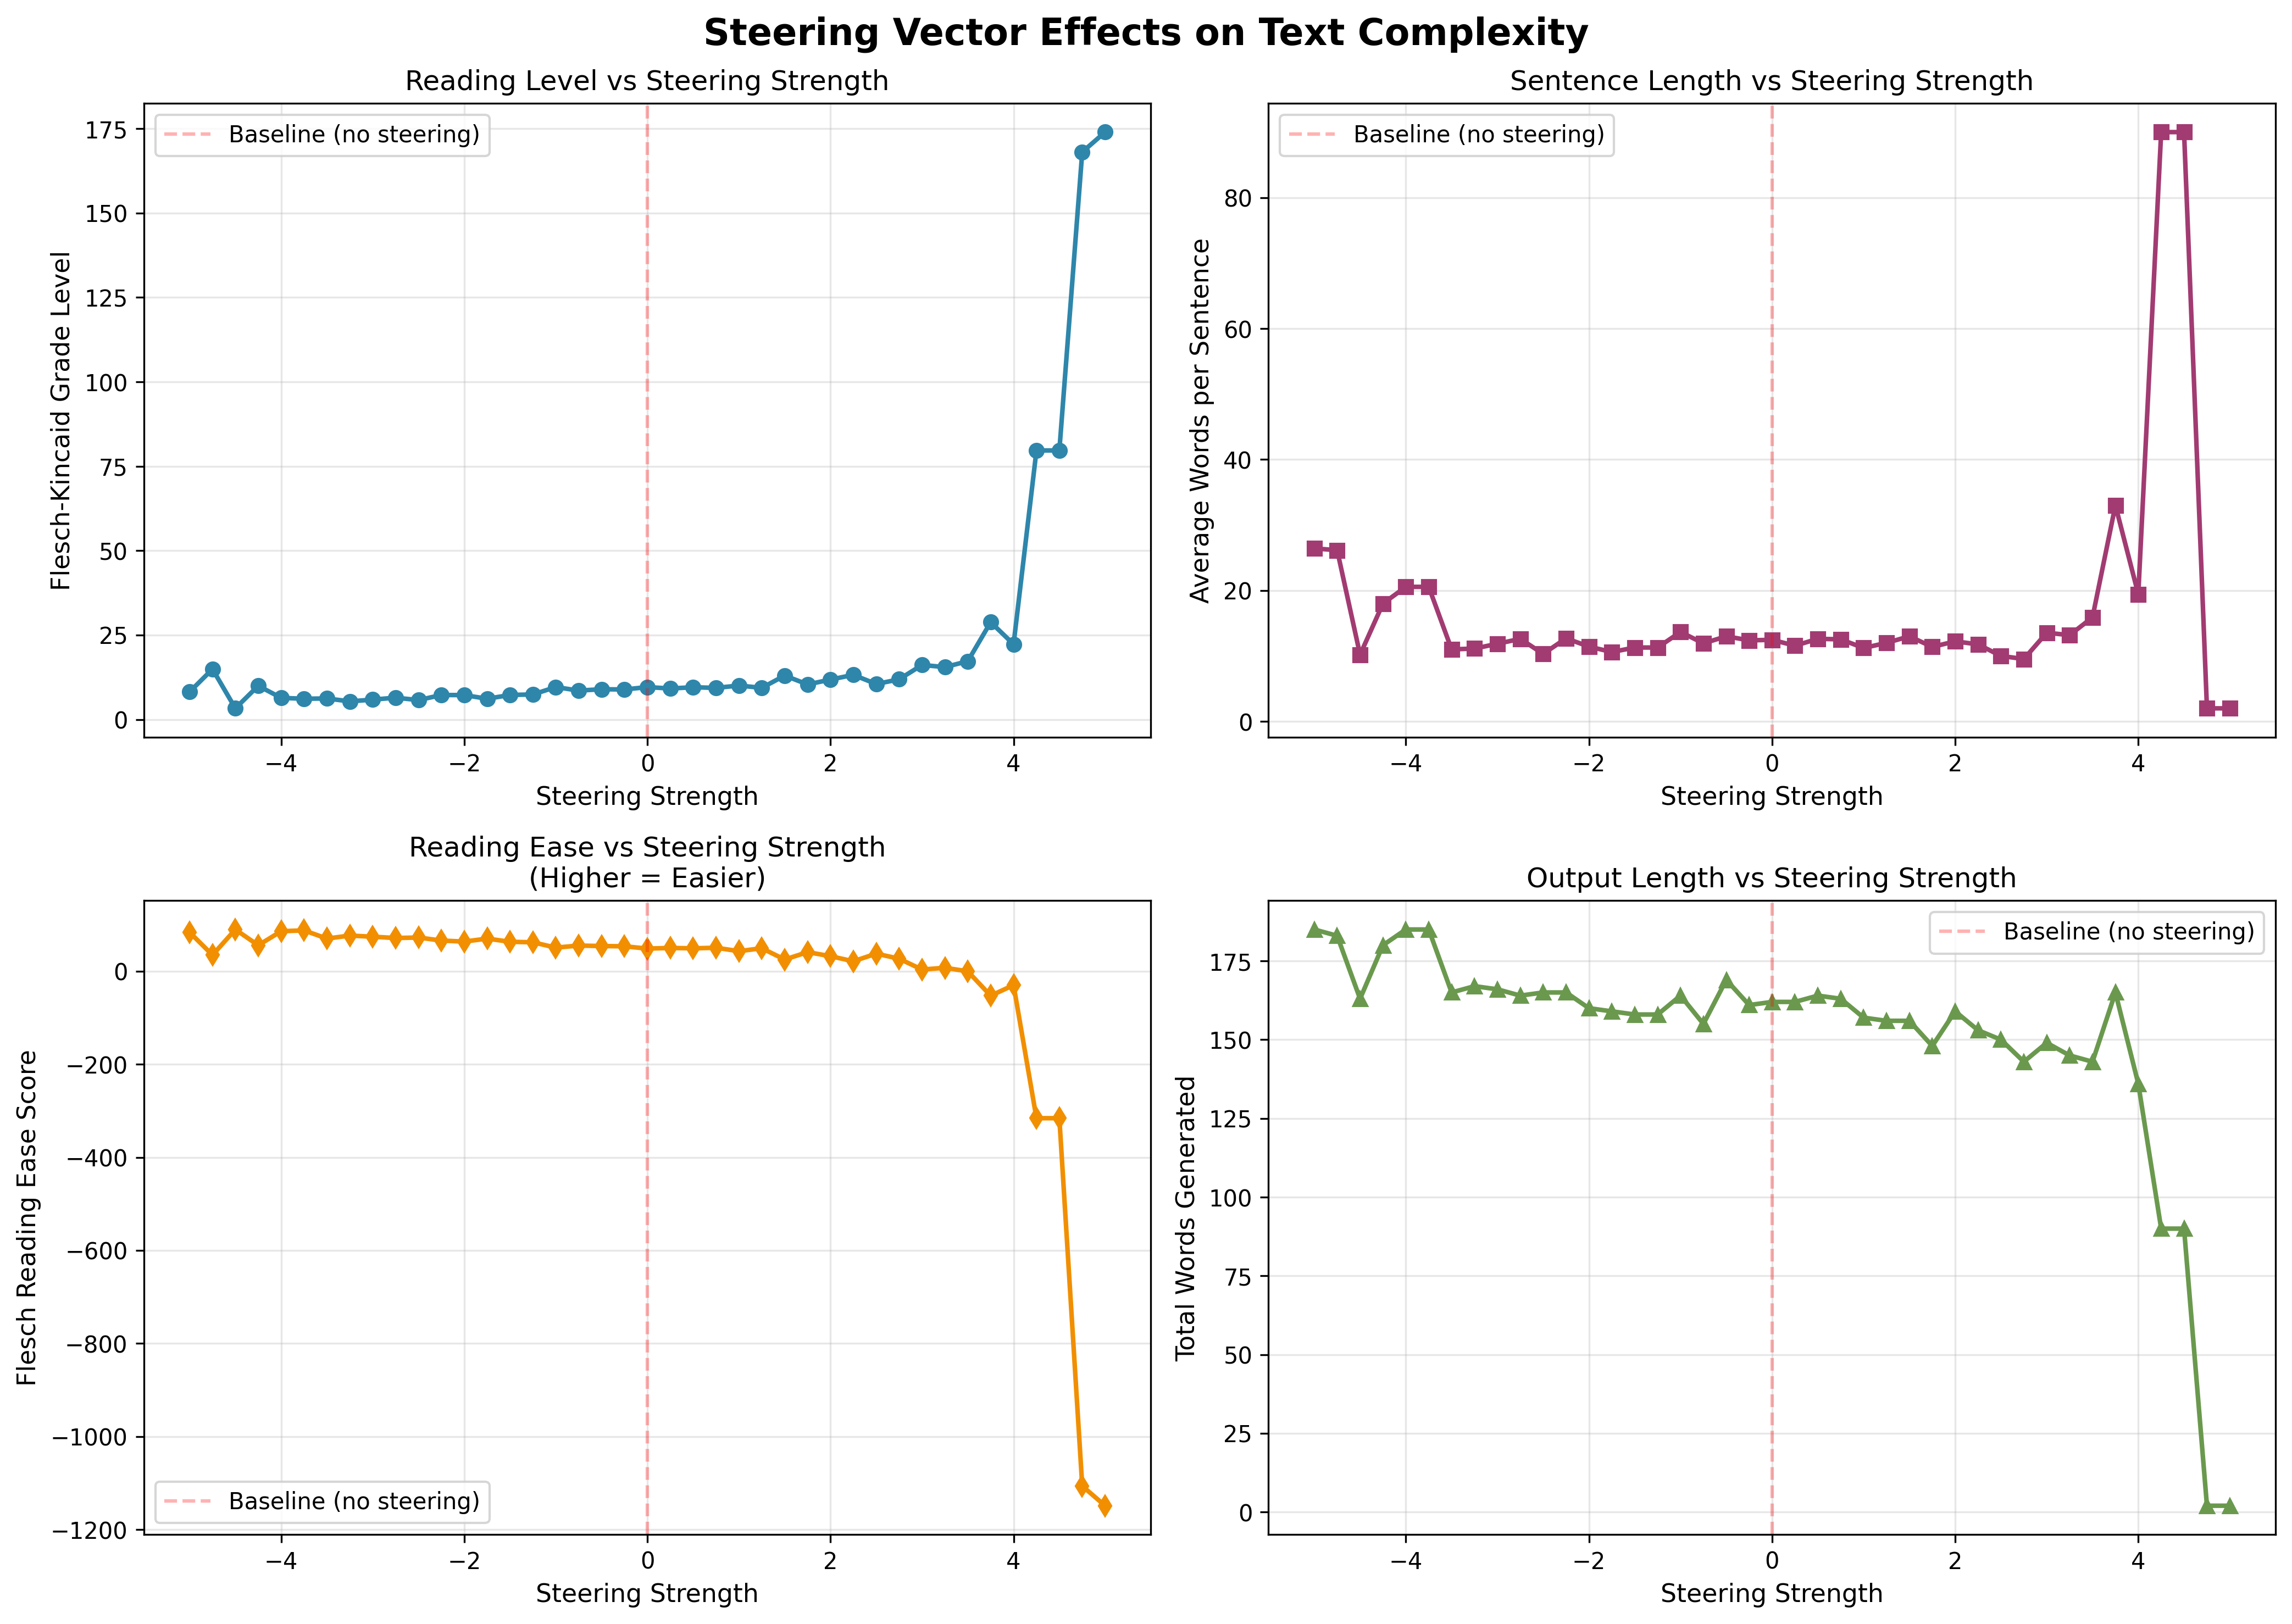 Steering Vector Effects on Text Complexity
Reading Level vs Steering Strength
Baseline (no steering)
Flesch-Kincaid Grade Level
175
150
125
100
75
50
25
0
−4
−2
0
2
4
Steering Strength
Sentence Length vs Steering Strength
Baseline (no steering)
Average Words per Sentence
80
60
40
20
0
−4
−2
0
2
4
Steering Strength
Reading Ease vs Steering Strength
(Higher = Easier)
Baseline (no steering)
Flesch Reading Ease Score
0
−200
−400
−600
−800
−1000
−1200
−4
−2
0
2
4
Steering Strength
Output Length vs Steering Strength
Baseline (no steering)
Total Words Generated
175
150
125
100
75
50
25
0
−4
−2
0
2
4
Steering Strength